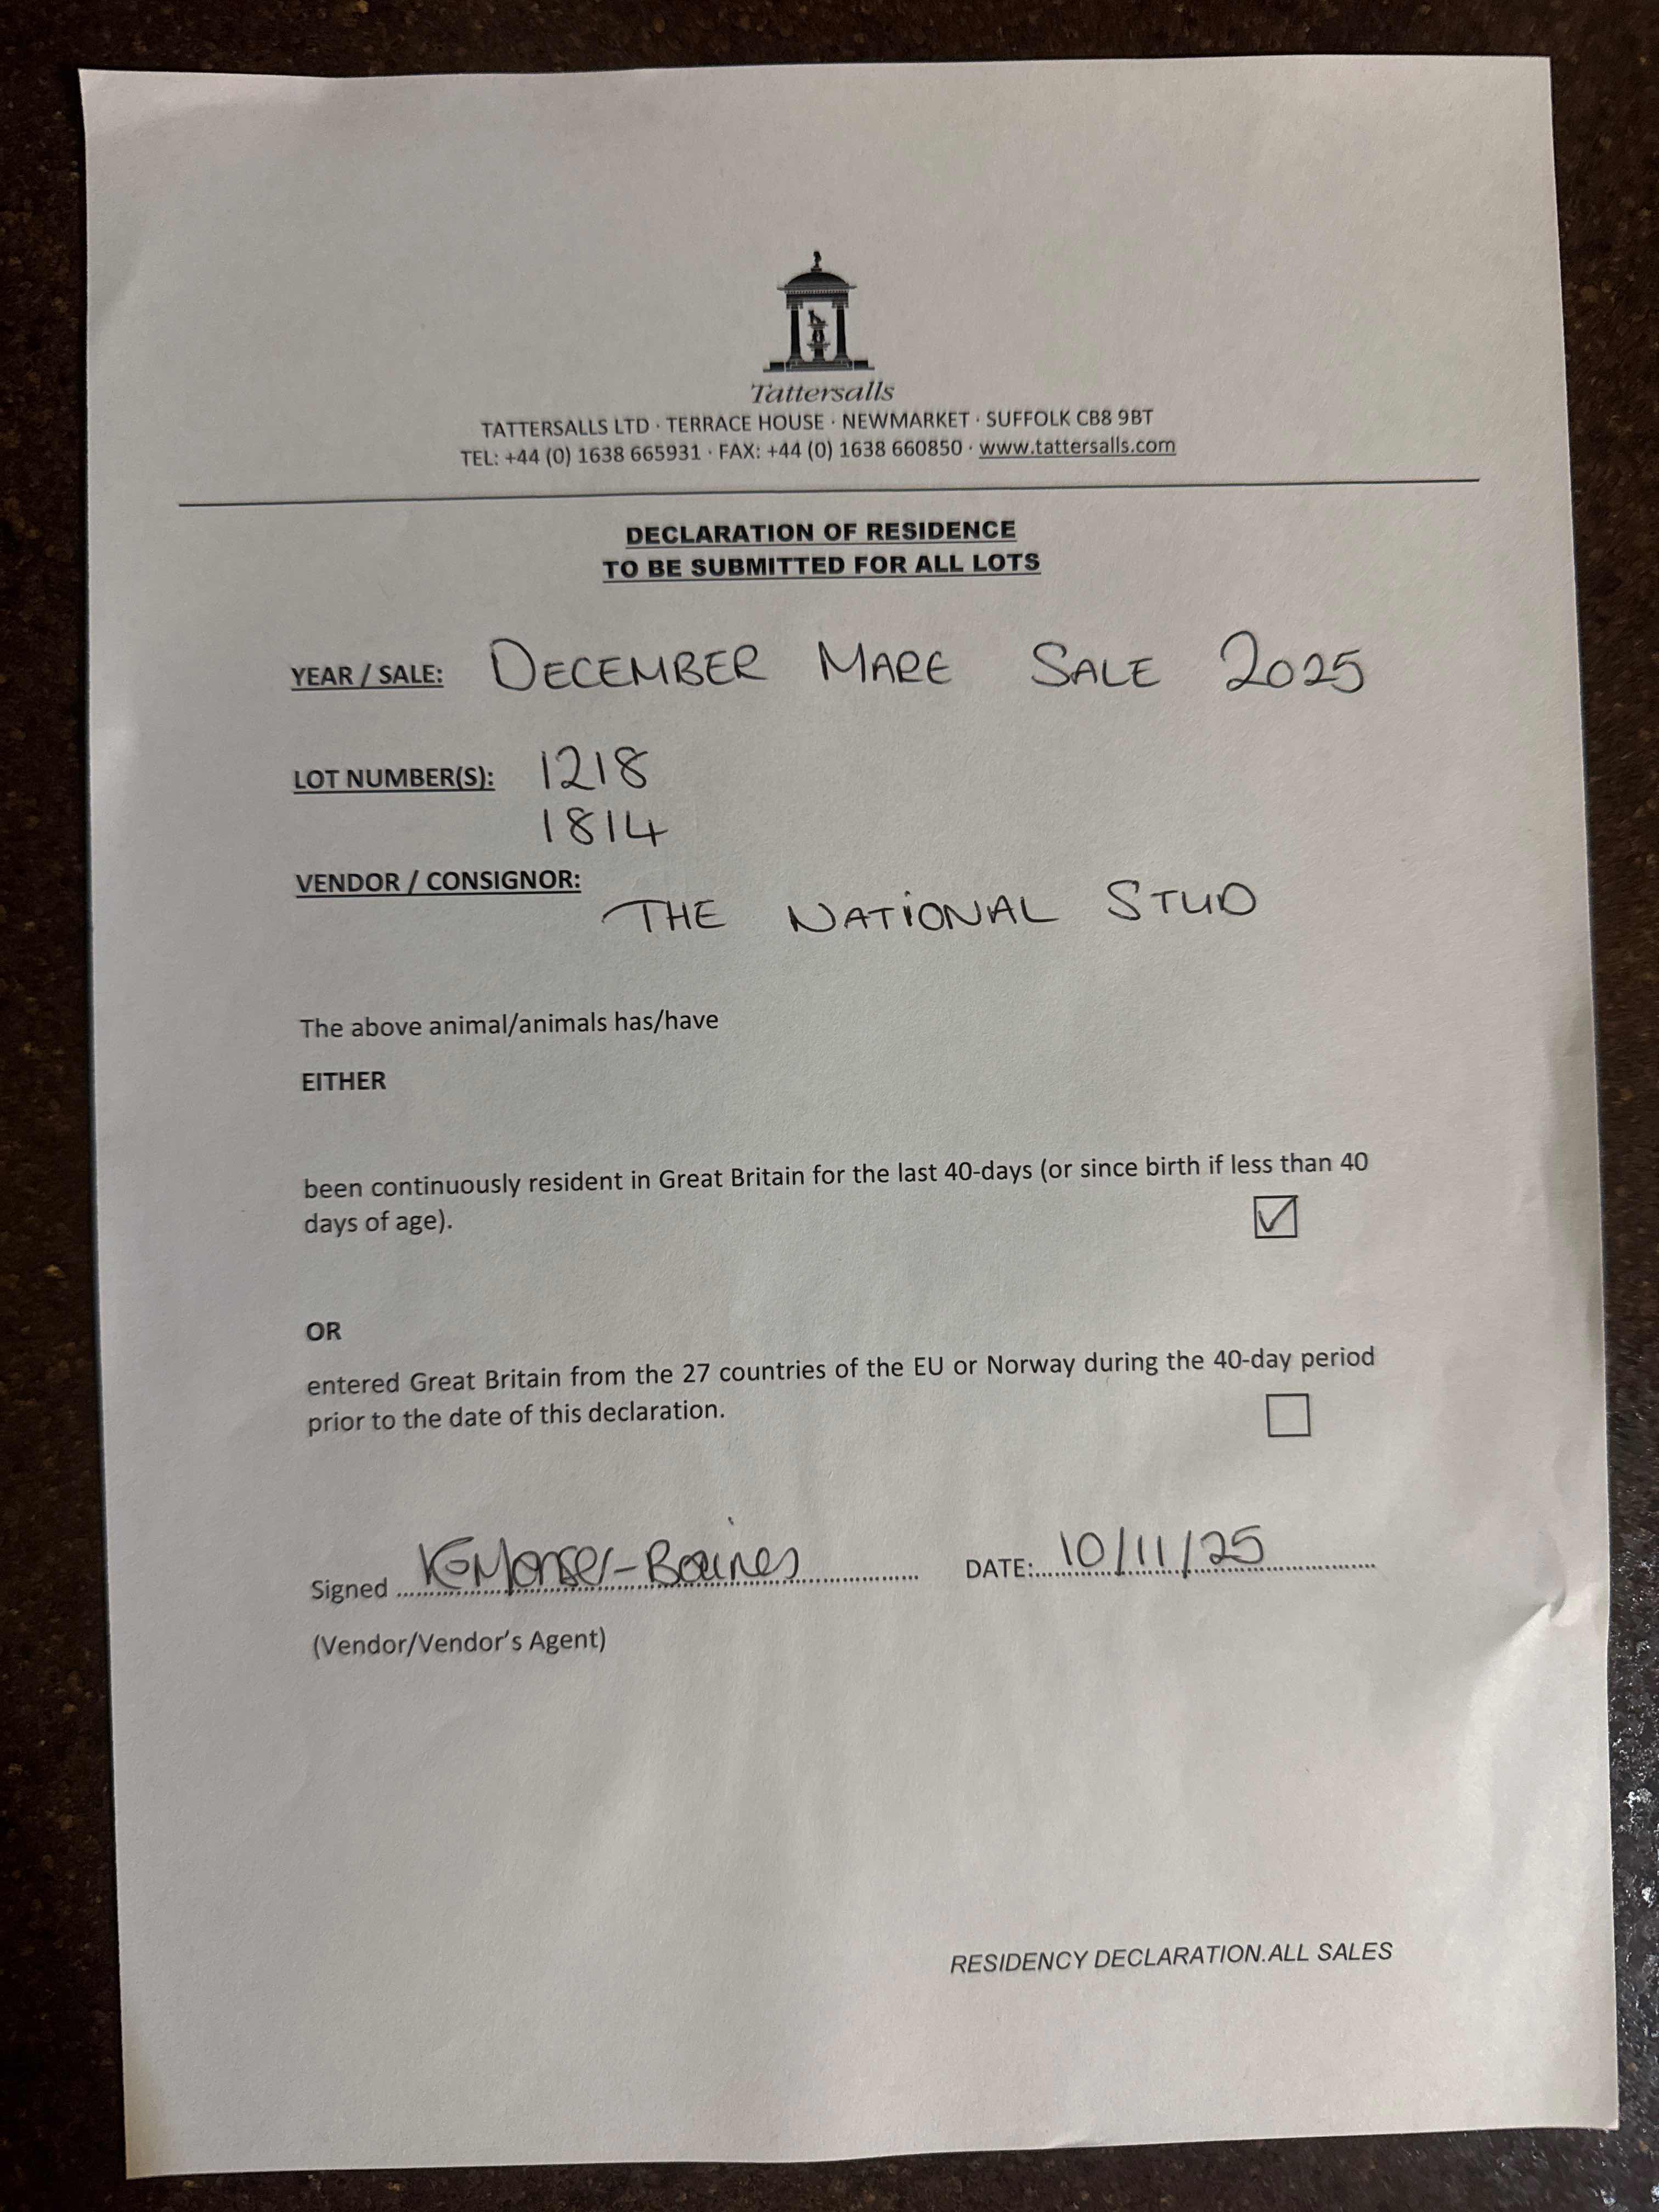 Tattersalls
TATTERSALLS LTD · TERRACE HOUSE · NEWMARKET · SUFFOLK CB8 9BT
TEL: +44 (0) 1638 665931 · FAX: +44 (0) 1638 660850 · www.tattersalls.com
DECLARATION OF RESIDENCE
TO BE SUBMITTED FOR ALL LOTS
YEAR / SALE: DECEMBER MARE SALE 2025
LOT NUMBER(S): 1218
1814
VENDOR / CONSIGNOR: THE NATIONAL STUD
The above animal/animals has/have
EITHER
been continuously resident in Great Britain for the last 40-days (or since birth if less than 40
days of age).
OR
entered Great Britain from the 27 countries of the EU or Norway during the 40-day period
prior to the date of this declaration.
Signed -Baines DATE: 10/11/25
(Vendor/Vendor's Agent)
RESIDENCY DECLARATION.ALL SALES